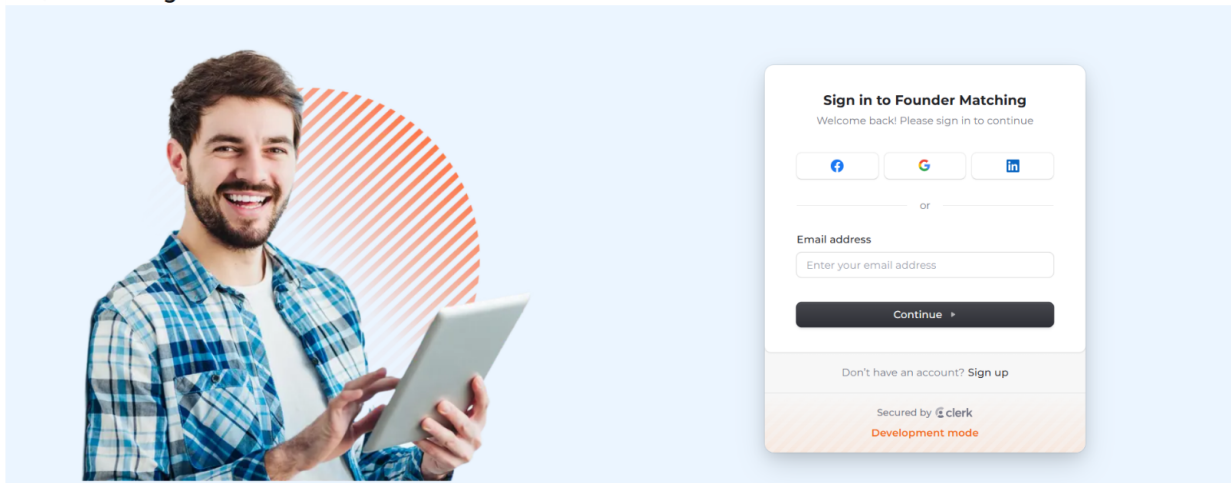 Sign in to Founder Matching
Welcome back! Please sign in to continue
or
Email address
Enter your email address
Continue
Don't have an account? Sign up
Secured by clerk
Development mode